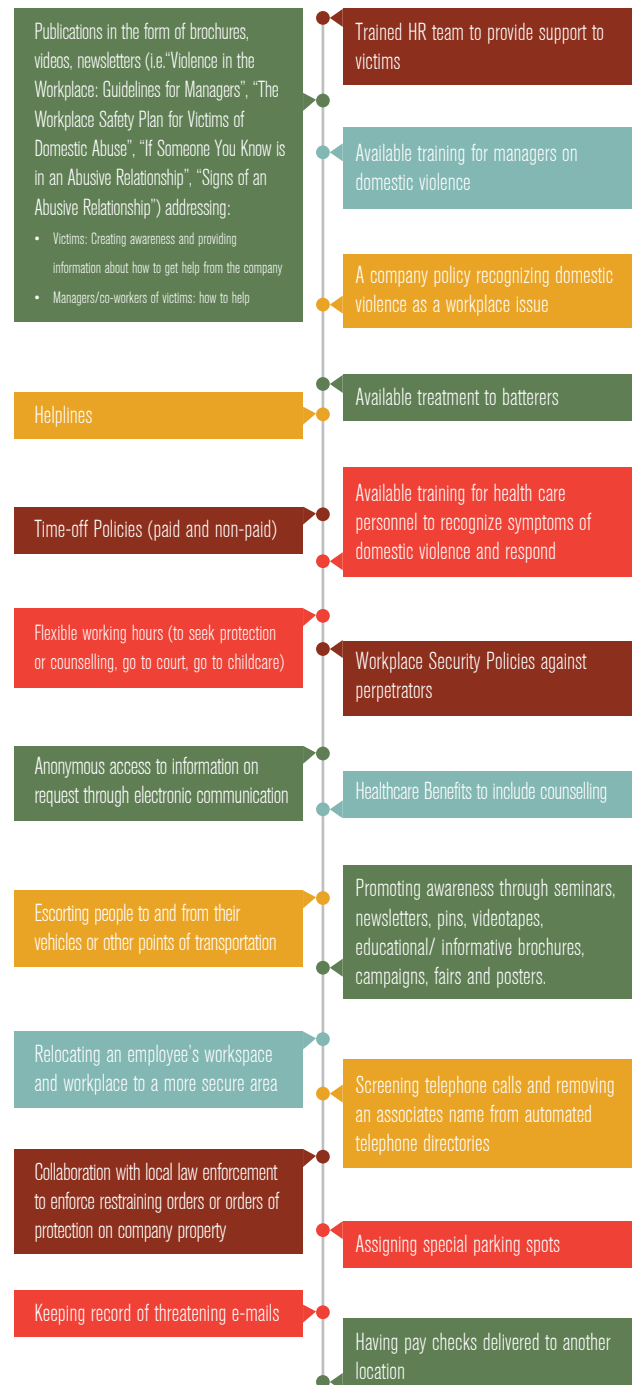 Publications in the form of brochures,
videos, newsletters (i.e.“Violence in the
Workplace: Guidelines for Managers”, “The
Workplace Safety Plan for Victims of
Domestic Abuse”, “If Someone You Know is
in an Abusive Relationship”, “Signs of an
Abusive Relationship”) addressing:
• Victims: Creating awareness and providing
information about how to get help from the company
• Managers/co-workers of victims: how to help
Trained HR team to provide support to
victims
Available training for managers on
domestic violence
A company policy recognizing domestic
violence as a workplace issue
Available treatment to batterers
Helplines
Available training for health care
personnel to recognize symptoms of
domestic violence and respond
Time-off Policies (paid and non-paid)
Flexible working hours (to seek protection
or counselling, go to court, go to childcare)
Workplace Security Policies against
perpetrators
Anonymous access to information on
request through electronic communication
Healthcare Benefits to include counselling
Promoting awareness through seminars,
newsletters, pins, videotapes,
educational/ informative brochures,
campaigns, fairs and posters.
Escorting people to and from their
vehicles or other points of transportation
Relocating an employee’s workspace
and workplace to a more secure area
Screening telephone calls and removing
an associates name from automated
telephone directories
Collaboration with local law enforcement
to enforce restraining orders or orders of
protection on company property
Assigning special parking spots
Keeping record of threatening e-mails
Having pay checks delivered to another
location